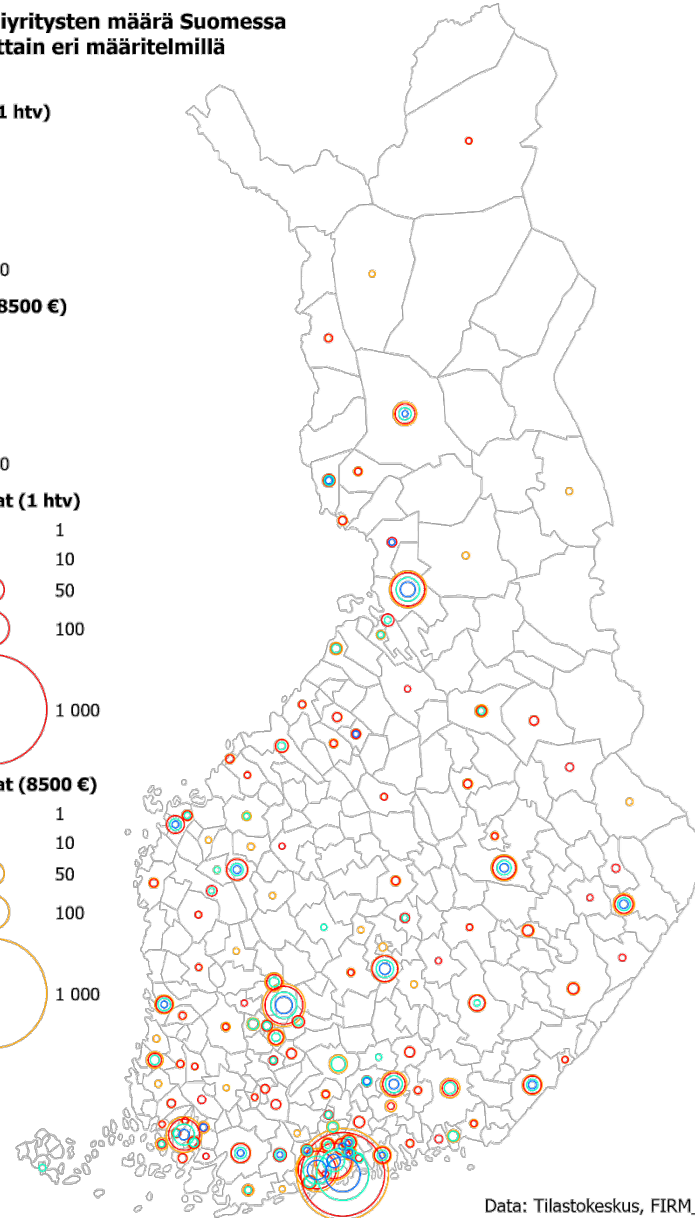 iyritysten määrä Suomessa
ttain eri määritelmillä
1 htv)
0
8500 €)
0
at (1 htv)
1
10
50
100
1 000
at (8500 €)
1
10
50
100
1 000
Data: Tilastokeskus, FIRM_